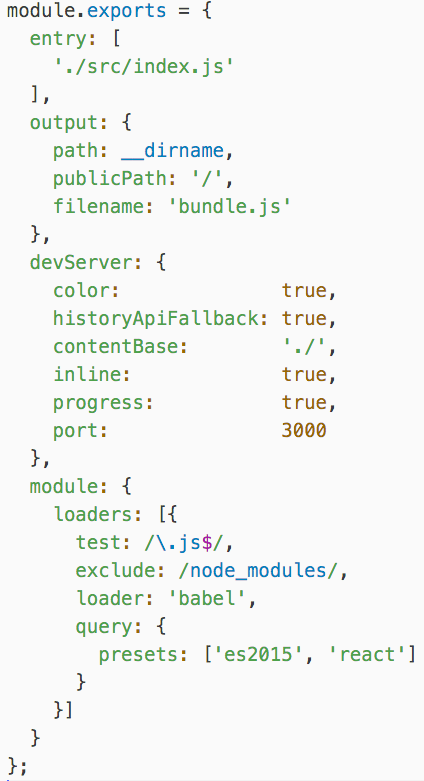 module.exports = {
  entry: [
    './src/index.js'
  ],
  output: {
    path: __dirname,
    publicPath: '/',
    filename: 'bundle.js'
  },
  devServer: {
    color:              true,
    historyApiFallback: true,
    contentBase:        './',
    inline:             true,
    progress:           true,
    port:               3000
  },
  module: {
    loaders: [{
      test: /\.js$/,
      exclude: /node_modules/,
      loader: 'babel',
      query: {
        presets: ['es2015', 'react']
      }
    }]
  }
};